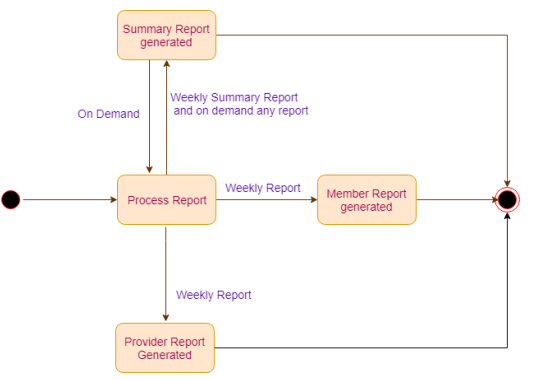 Summary Report
generated
On Demand
Weekly Summary Report
and on demand any report
Process Report
Weekly Report
Member Report
generated
Weekly Report
Provider Report
Generated